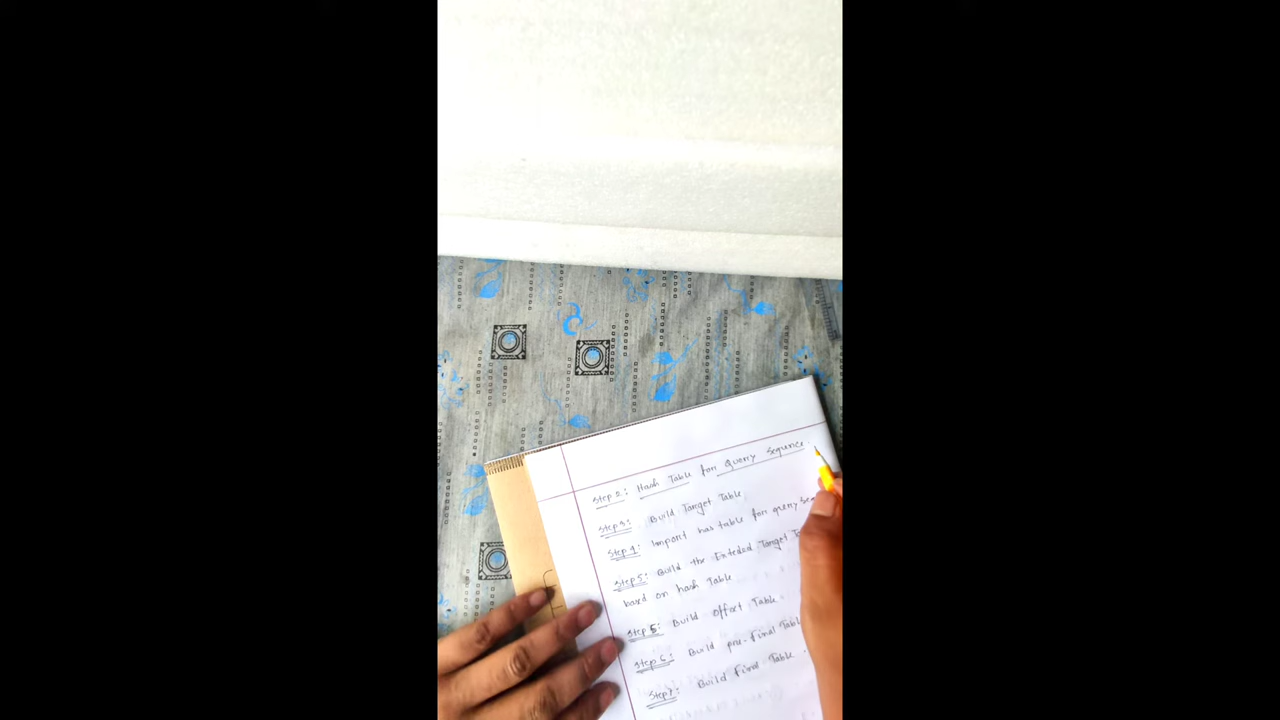 Step 2: Hash Table for Query Sequence.
Step 3: Build Target Table
Step 4: Import has table for query
Step 5: Build the Exteded Target
based on hash Table
Step 5: Build Offset Table
Step 6: Build pre-final Table
Step 7: Build final Table.